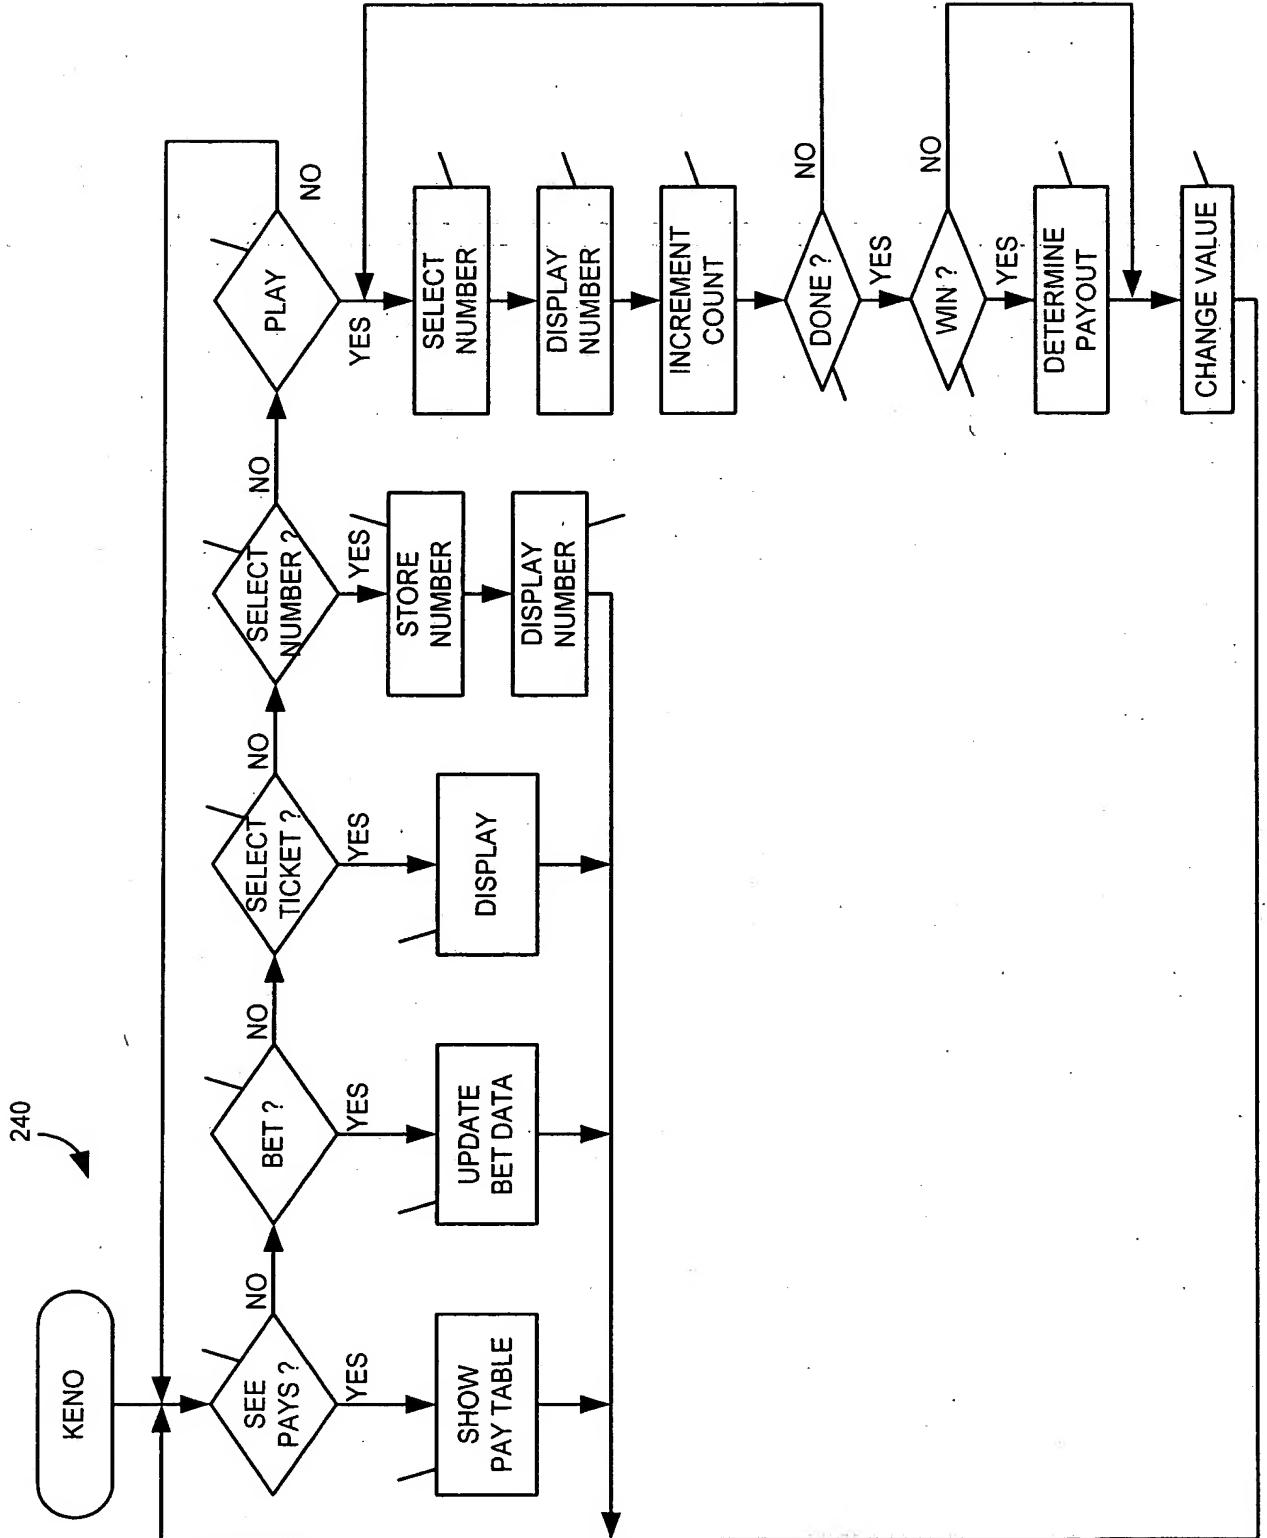 240
KENO
SEE
PAYS ?
NO
YES
SHOW
PAY TABLE
BET ?
NO
YES
UPDATE
BET DATA
SELECT
TICKET ?
NO
YES
DISPLAY
SELECT
NUMBER ?
NO
YES
STORE
NUMBER
DISPLAY
NUMBER
PLAY
NO
YES
SELECT
NUMBER
DISPLAY
NUMBER
INCREMENT
COUNT
DONE ?
NO
YES
WIN ?
NO
YES
DETERMINE
PAYOUT
CHANGE VALUE